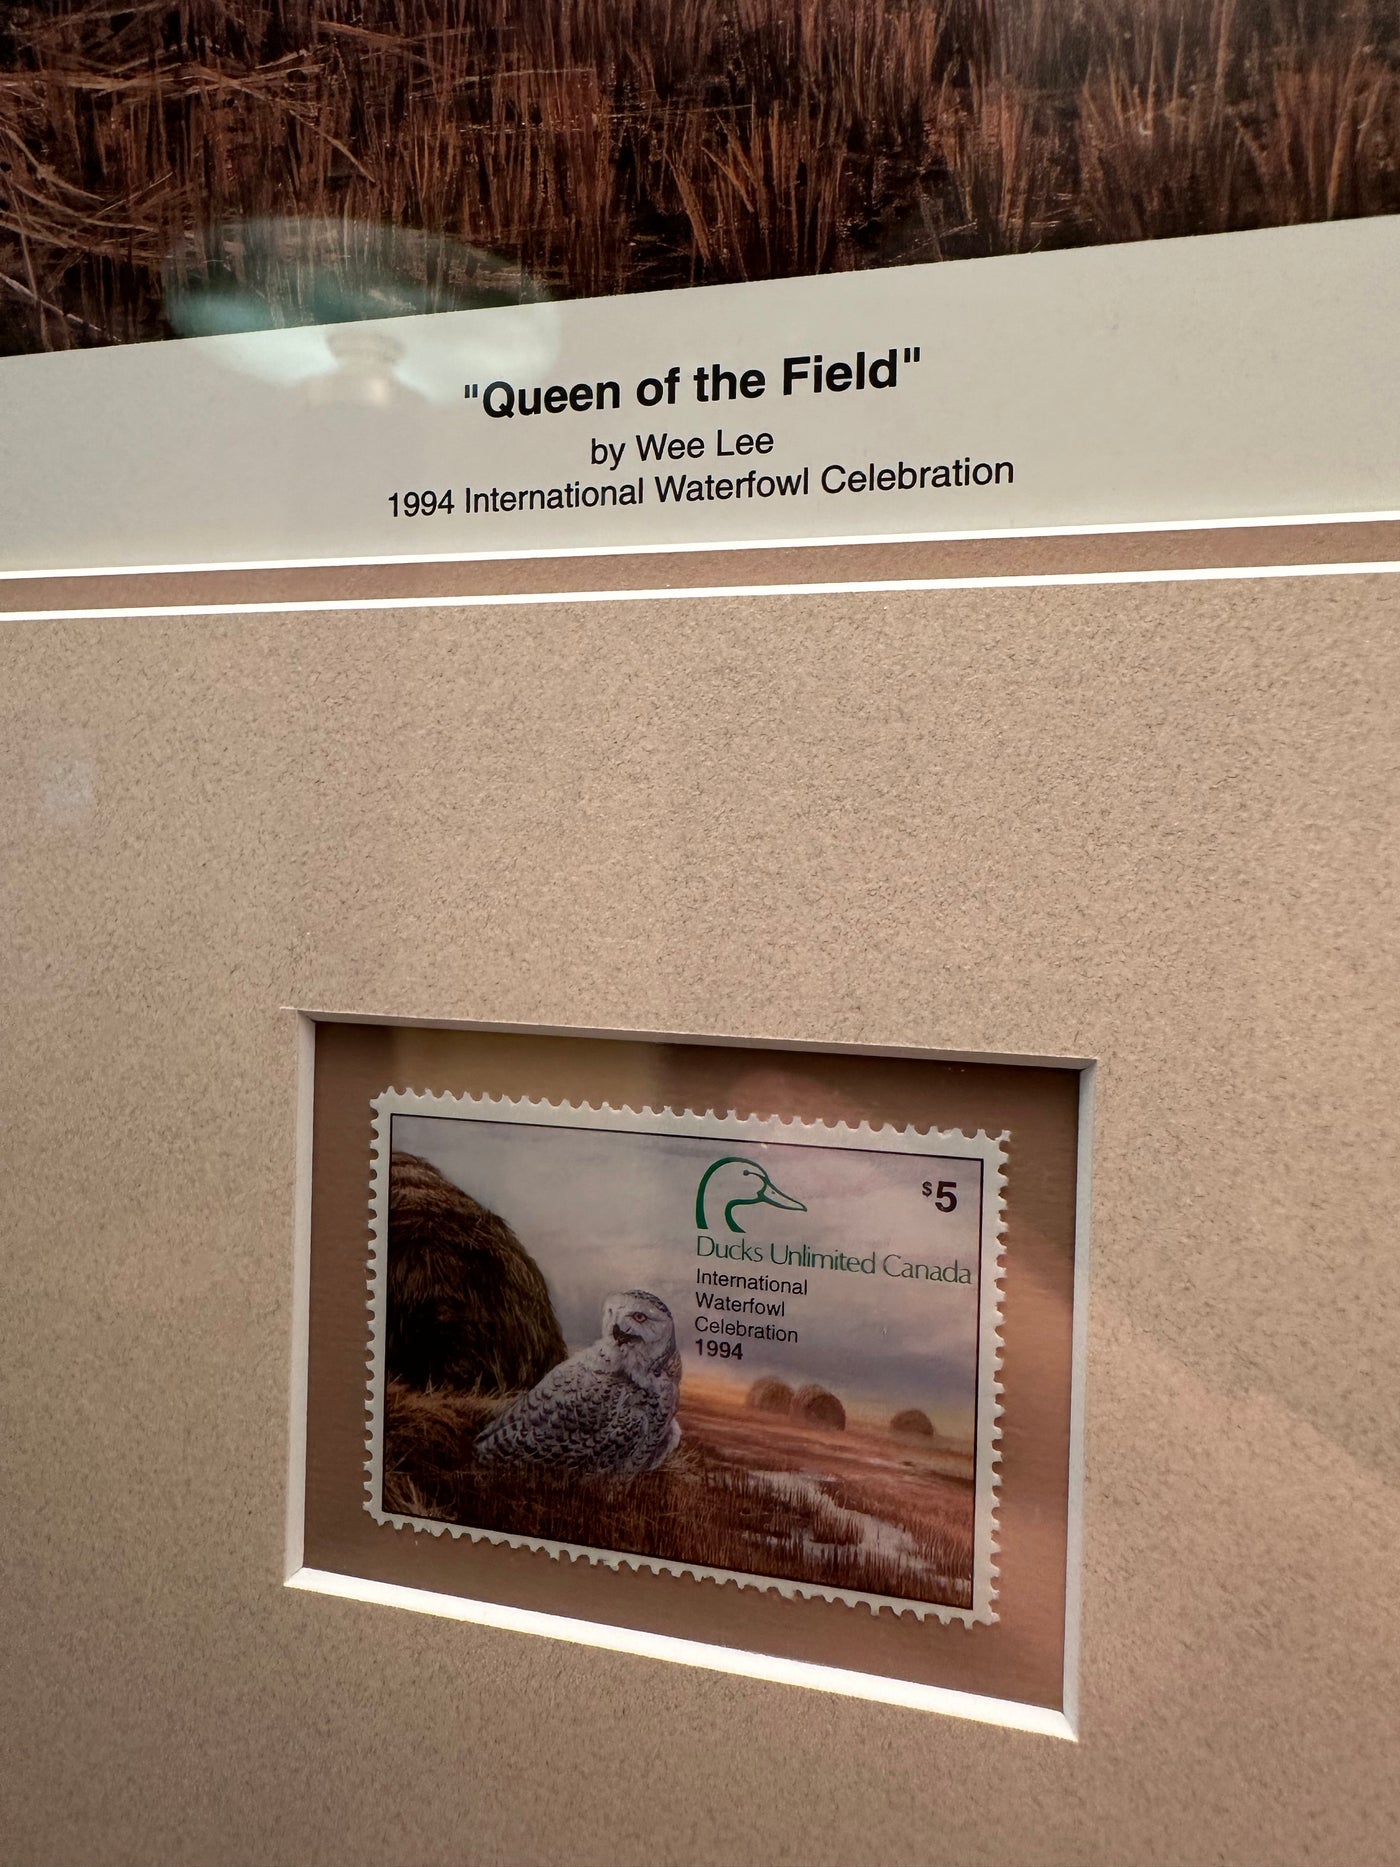 "Queen of the Field"
by Wee Lee
1994 International Waterfowl Celebration
$5
Ducks Unlimited Canada
International
Waterfowl
Celebration
1994